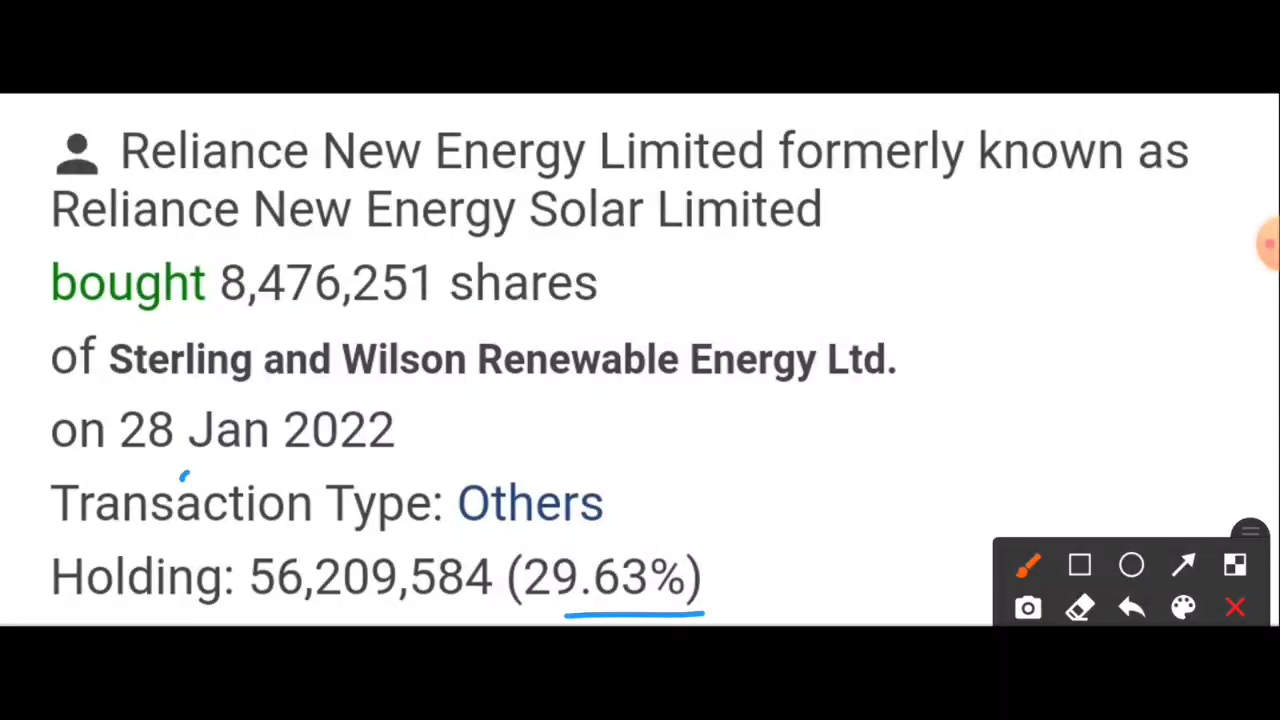 Reliance New Energy Limited formerly known as
Reliance New Energy Solar Limited
bought 8,476,251 shares
of Sterling and Wilson Renewable Energy Ltd.
on 28 Jan 2022
Transaction Type: Others
Holding: 56,209,584 (29.63%)